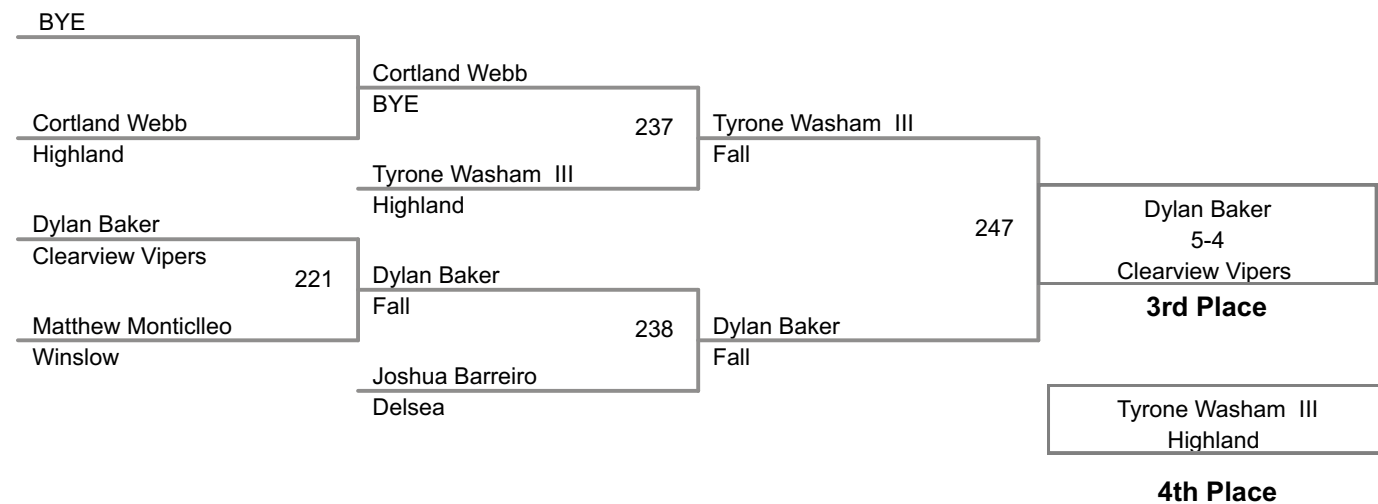 BYE
Cortland Webb
BYE
Cortland Webb
237
Tyrone Washam III
Highland
Fall
Tyrone Washam III
Highland
Dylan Baker
Dylan Baker
247
5-4
Clearview Vipers
Clearview Vipers
221
Dylan Baker
Fall
3rd Place
Matthew Monticlleo
238
Dylan Baker
Winslow
Fall
Joshua Barreiro
Delsea
Tyrone Washam III
Highland
4th Place